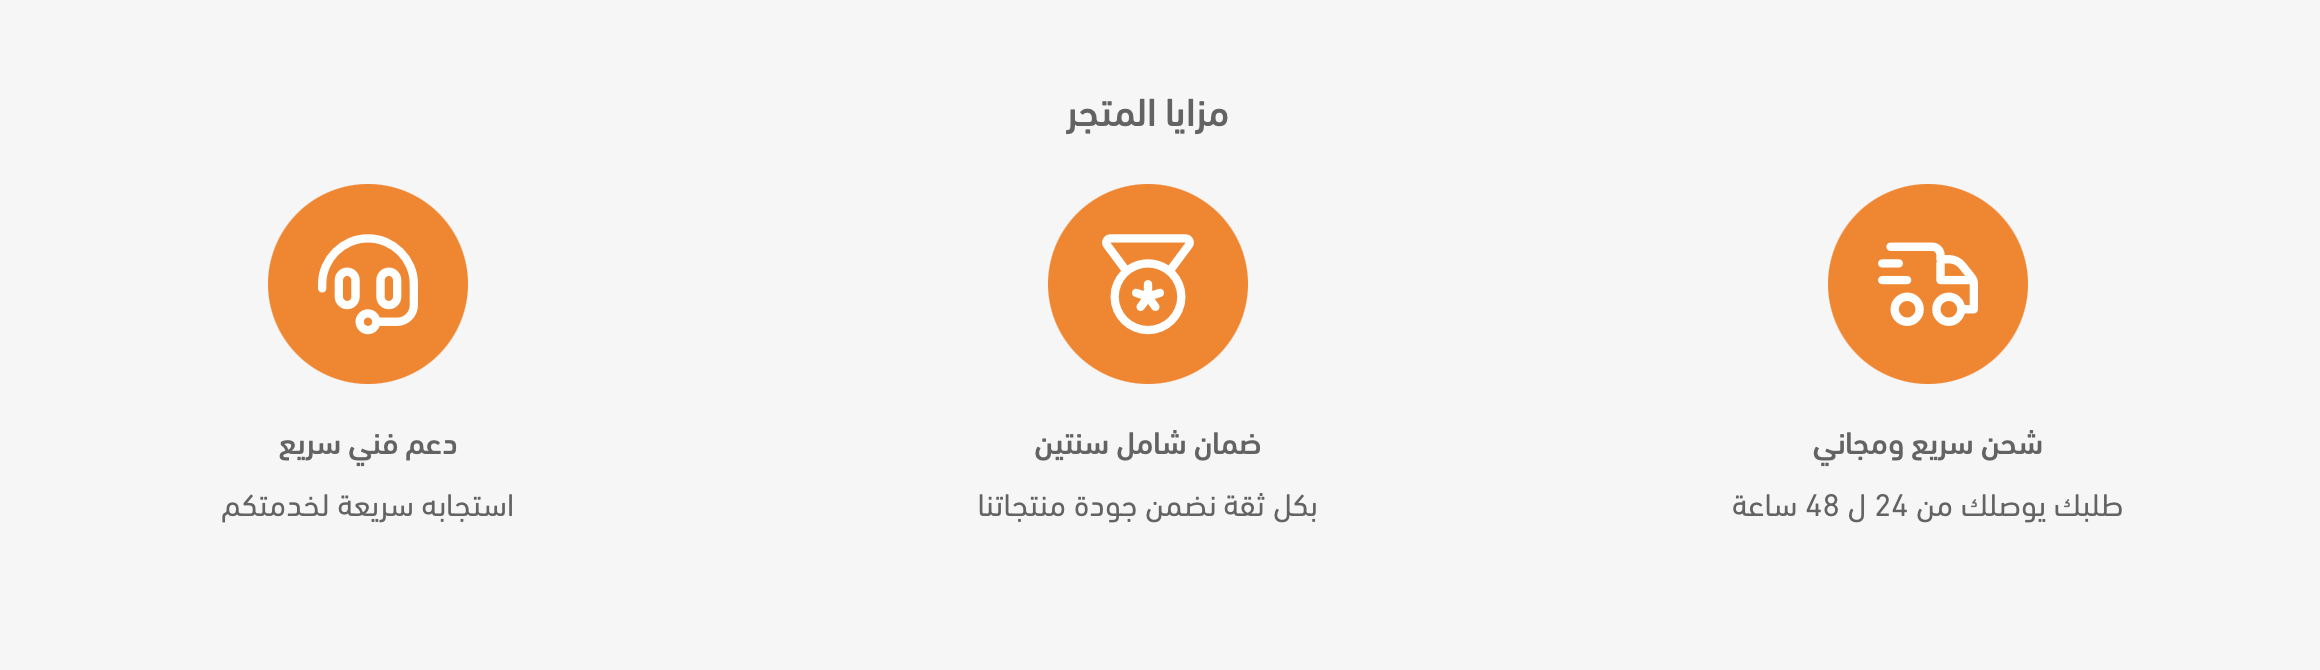 مزايا المتجر
شحن سريع ومجاني
طلبك يوصلك من 24 ل 48 ساعة
ضمان شامل سنتين
بكل ثقة نضمن جودة منتجاتنا
دعم فني سريع
استجابه سريعة لخدمتكم